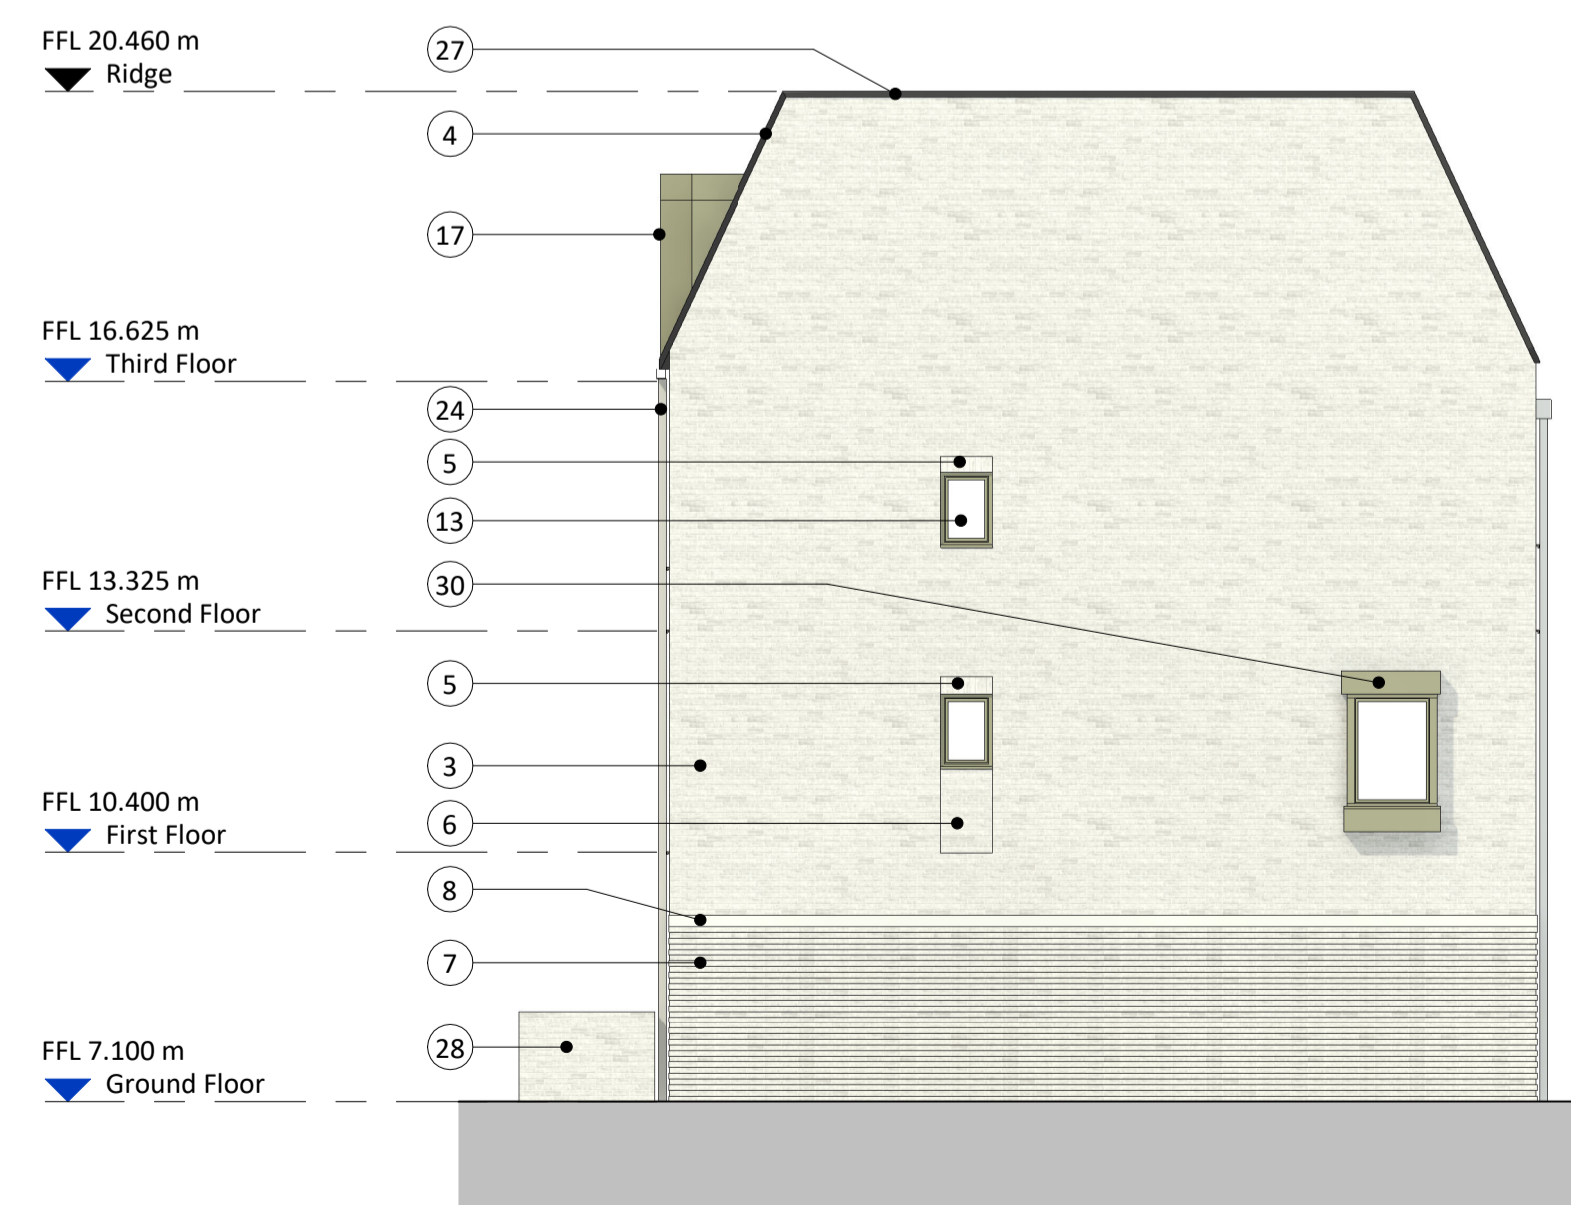 FFL 20.460 m
Ridge
27
4
17
FFL 16.625 m
Third Floor
24
5
13
FFL 13.325 m
Second Floor
30
5
3
FFL 10.400 m
First Floor
6
8
7
28
FFL 7.100 m
Ground Floor